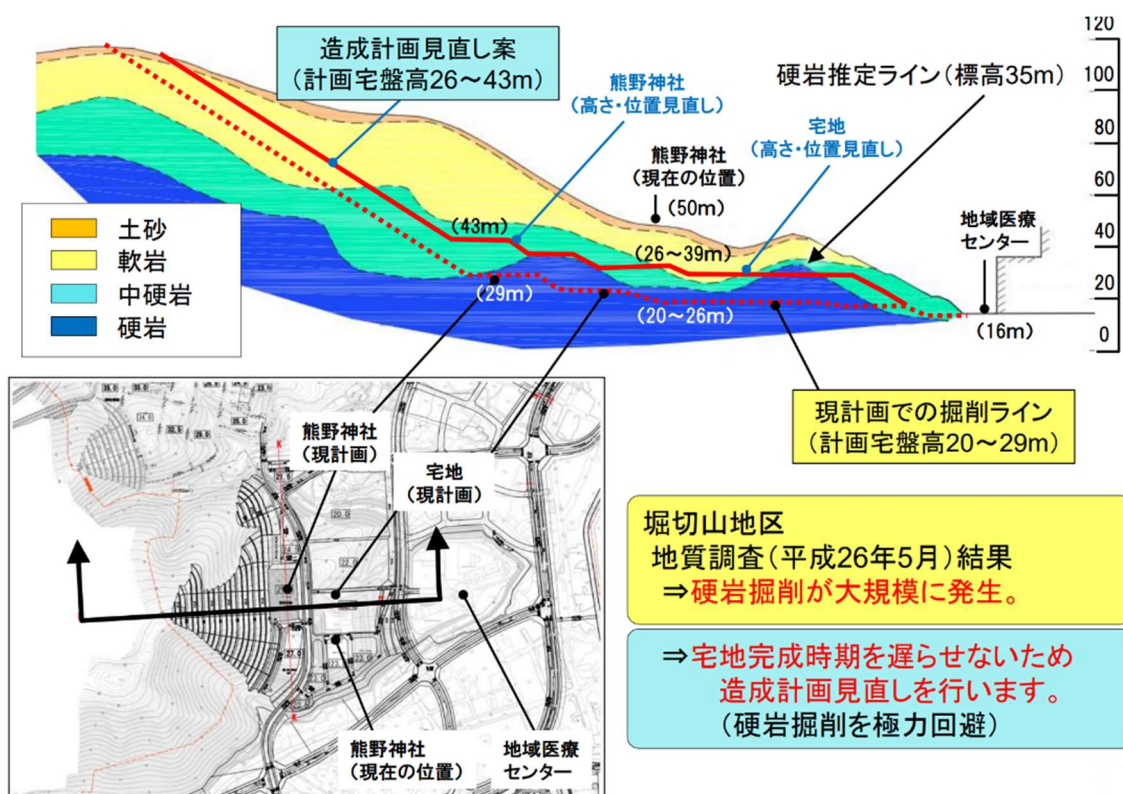 造成計画見直し案
(計画宅盤高26～43m)
熊野神社
(高さ・位置見直し)
硬岩推定ライン(標高35m)
宅地
(高さ・位置見直し)
熊野神社
(現在の位置)
(50m)
地域医療
センター
120
100
80
60
40
20
0
土砂
軟岩
中硬岩
硬岩
(43m)
(26～39m)
(29m)
(20～26m)
(16m)
現計画での掘削ライン
(計画宅盤高20～29m)
熊野神社
(現計画)
宅地
(現計画)
熊野神社
(現在の位置)
地域医療
センター
20.0
22.0
27.0
K
K
堀切山地区
地質調査(平成26年5月)結果
⇒硬岩掘削が大規模に発生。
⇒宅地完成時期を遅らせないため
造成計画見直しを行います。
(硬岩掘削を極力回避)